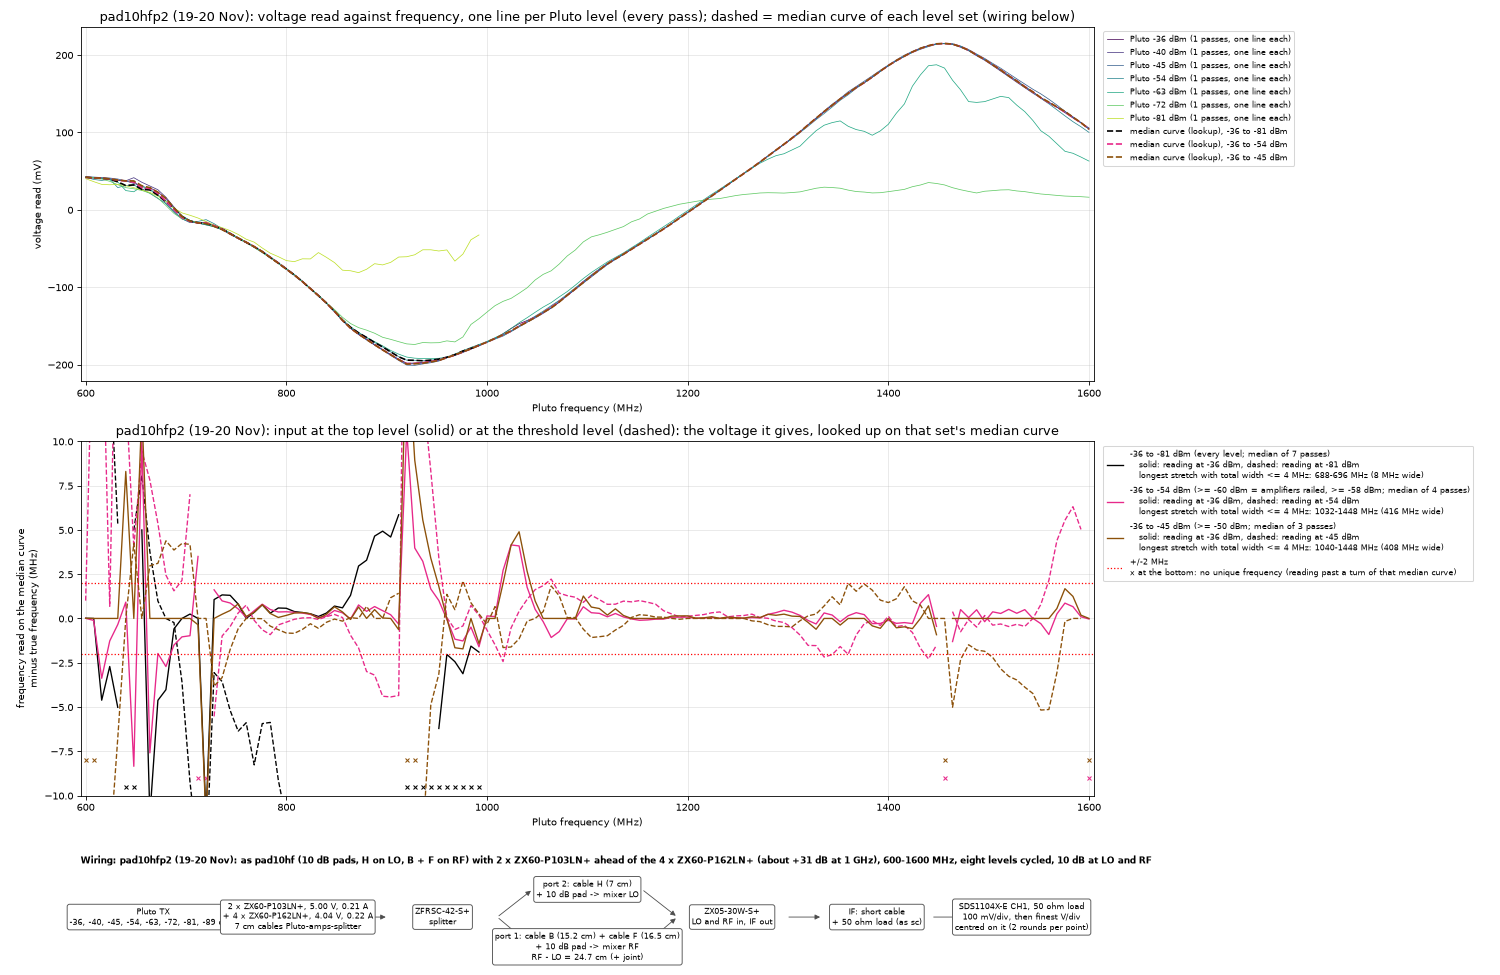 pad10hfp2 (19-20 Nov): voltage read against frequency, one line per Pluto level (every pass); dashed = median curve of each level set (wiring below)
voltage read (mV)
200
100
0
−100
−200
600
800
1000
1200
1400
1600
Pluto frequency (MHz)
Pluto -36 dBm (1 passes, one line each)
Pluto -40 dBm (1 passes, one line each)
Pluto -45 dBm (1 passes, one line each)
Pluto -54 dBm (1 passes, one line each)
Pluto -63 dBm (1 passes, one line each)
Pluto -72 dBm (1 passes, one line each)
Pluto -81 dBm (1 passes, one line each)
median curve (lookup), -36 to -81 dBm
median curve (lookup), -36 to -54 dBm
median curve (lookup), -36 to -45 dBm
pad10hfp2 (19-20 Nov): input at the top level (solid) or at the threshold level (dashed): the voltage it gives, looked up on that set's median curve
frequency read on the median curve
minus true frequency (MHz)
10.0
7.5
5.0
2.5
0.0
−2.5
−5.0
−7.5
−10.0
600
800
1000
1200
1400
1600
Pluto frequency (MHz)
-36 to -81 dBm (every level; median of 7 passes)
solid: reading at -36 dBm, dashed: reading at -81 dBm
longest stretch with total width <= 4 MHz: 688-696 MHz (8 MHz wide)
-36 to -54 dBm (>= -60 dBm = amplifiers railed, >= -58 dBm; median of 4 passes)
solid: reading at -36 dBm, dashed: reading at -54 dBm
longest stretch with total width <= 4 MHz: 1032-1448 MHz (416 MHz wide)
-36 to -45 dBm (>= -50 dBm; median of 3 passes)
solid: reading at -36 dBm, dashed: reading at -45 dBm
longest stretch with total width <= 4 MHz: 1040-1448 MHz (408 MHz wide)
+/-2 MHz
x at the bottom: no unique frequency (reading past a turn of that median curve)
Wiring: pad10hfp2 (19-20 Nov): as pad10hf (10 dB pads, H on LO, B + F on RF) with 2 x ZX60-P103LN+ ahead of the 4 x ZX60-P162LN+ (about +31 dB at 1 GHz), 600-1600 MHz, eight levels cycled, 10 dB at LO and RF
Pluto TX
-36, -40, -45, -54, -63, -72, -81, -89
2 x ZX60-P103LN+, 5.00 V, 0.21 A
+ 4 x ZX60-P162LN+, 4.04 V, 0.22 A
7 cm cables Pluto-amps-splitter
ZFRSC-42-S+
splitter
port 2: cable H (7 cm)
+ 10 dB pad -> mixer LO
port 1: cable B (15.2 cm) + cable F (16.5 cm)
+ 10 dB pad -> mixer RF
RF - LO = 24.7 cm (+ joint)
ZX05-30W-S+
LO and RF in, IF out
IF: short cable
+ 50 ohm load (as sc)
SDS1104X-E CH1, 50 ohm load
100 mV/div, then finest V/div
centred on it (2 rounds per point)